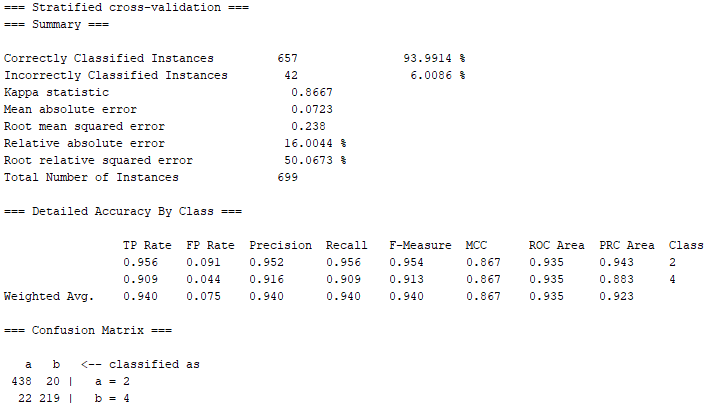 === Stratified cross-validation ===
=== Summary ===
Correctly Classified Instances 657 93.9914 %
Incorrectly Classified Instances 42 6.0086 %
Kappa statistic 0.8667
Mean absolute error 0.0723
Root mean squared error 0.238
Relative absolute error 16.0044 %
Root relative squared error 50.0673 %
Total Number of Instances 699
=== Detailed Accuracy By Class ===
TP Rate FP Rate Precision Recall F-Measure MCC ROC Area PRC Area Class
0.956 0.091 0.952 0.956 0.954 0.867 0.935 0.943 2
0.909 0.044 0.916 0.909 0.913 0.867 0.935 0.883 4
Weighted Avg. 0.940 0.075 0.940 0.940 0.940 0.867 0.935 0.923
=== Confusion Matrix ===
a b <-- classified as
438 20 | a = 2
22 219 | b = 4